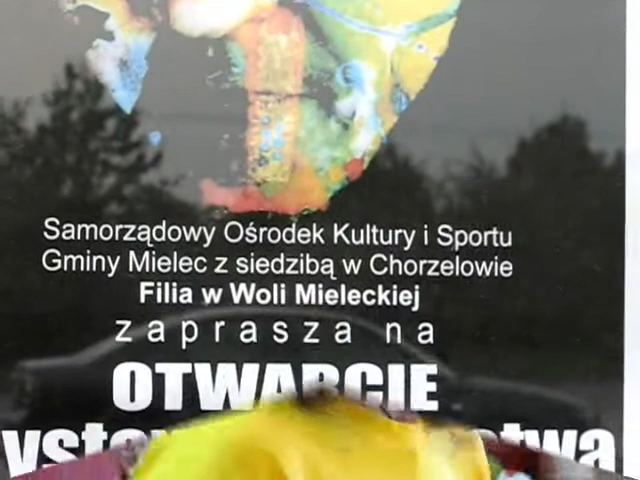 Samorządowy Ośrodek Kultury i Sportu
Gminy Mielec z siedzibą w Chorzelowie
Filia w Woli Mieleckiej
zaprasza na
OTWARCIE